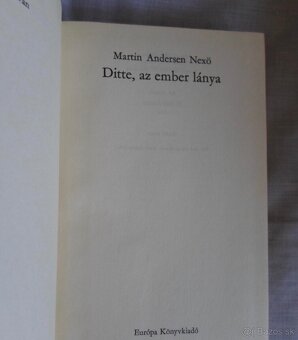 Martin Andersen Nexö
Ditte, az ember lánya
Európa Könyvkiadó